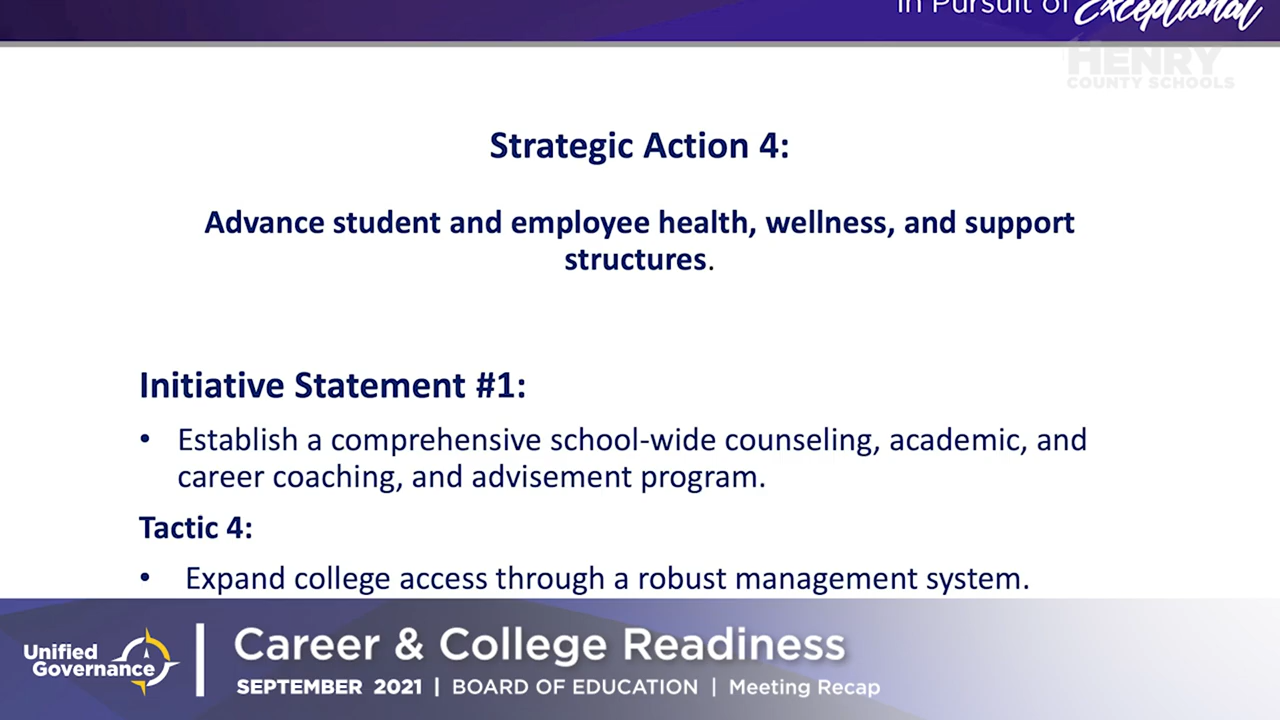 in Pursuit of Exceptional
HENRY
COUNTY SCHOOLS
Strategic Action 4:
Advance student and employee health, wellness, and support
structures.
Initiative Statement #1:
• Establish a comprehensive school-wide counseling, academic, and
career coaching, and advisement program.
Tactic 4:
• Expand college access through a robust management system.
Unified
Governance
Career & College Readiness
SEPTEMBER 2021 | BOARD OF EDUCATION | Meeting Recap